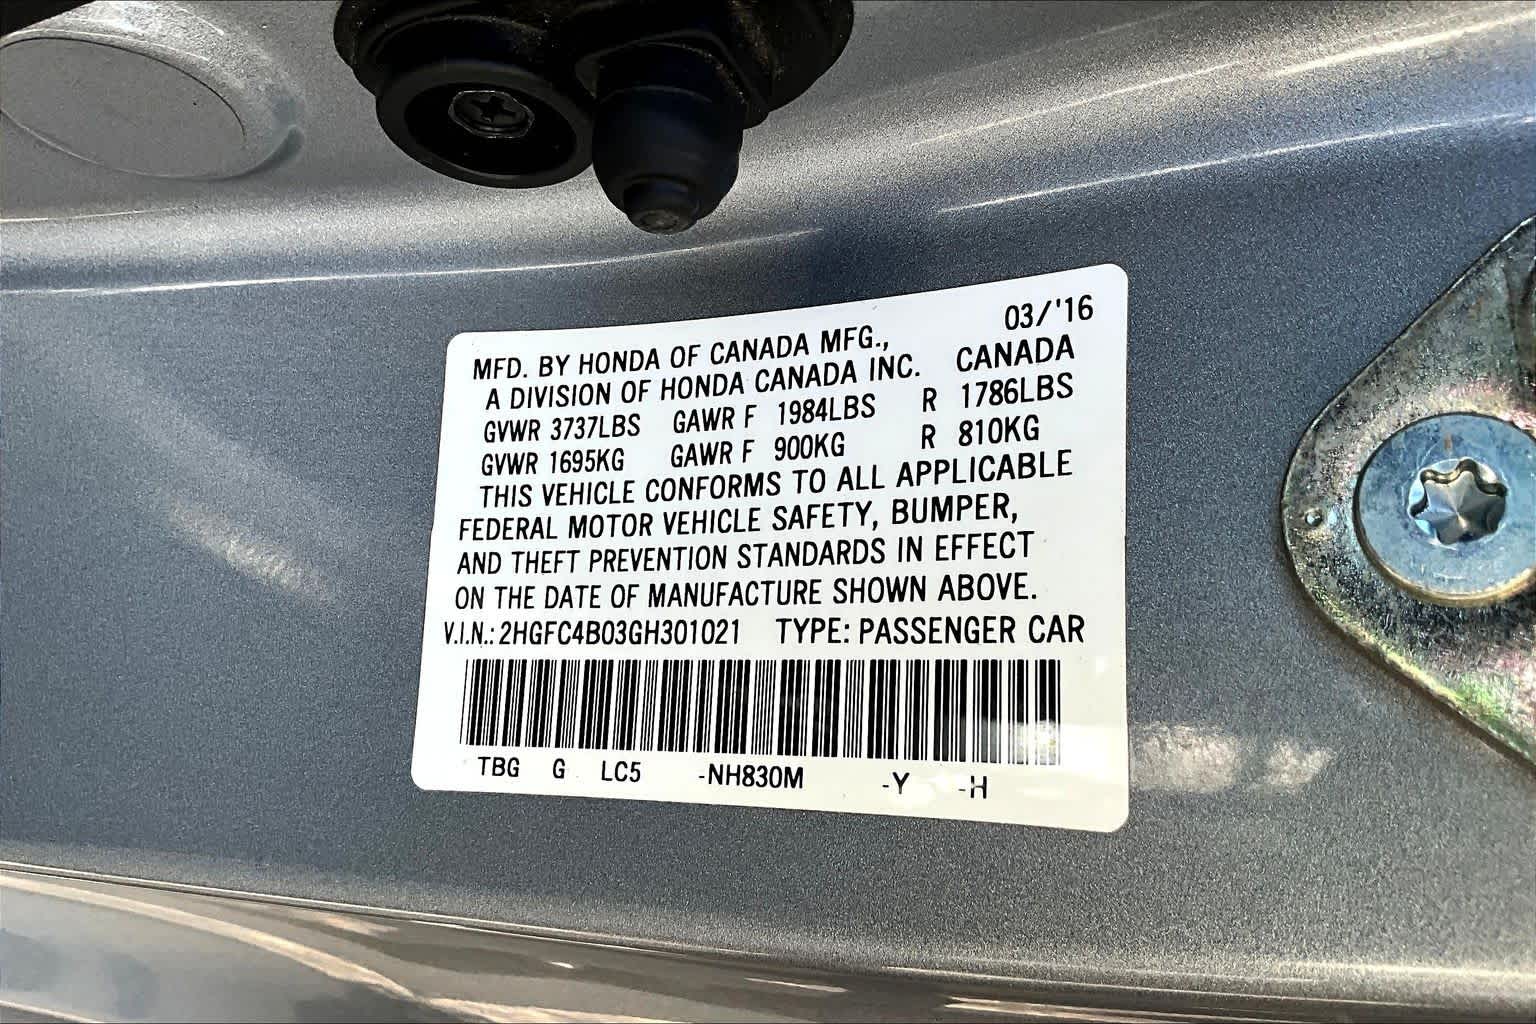 03/'16
MFD. BY HONDA OF CANADA MFG.,
A DIVISION OF HONDA CANADA INC. CANADA
GVWR 3737LBS GAWR F 1984LBS R 1786LBS
GVWR 1695KG GAWR F 900KG R 810KG
THIS VEHICLE CONFORMS TO ALL APPLICABLE
FEDERAL MOTOR VEHICLE SAFETY, BUMPER,
AND THEFT PREVENTION STANDARDS IN EFFECT
ON THE DATE OF MANUFACTURE SHOWN ABOVE.
V.I.N.: 2HGFC4B03GH301021 TYPE: PASSENGER CAR
TBG G LC5 -NH830M -Y -H